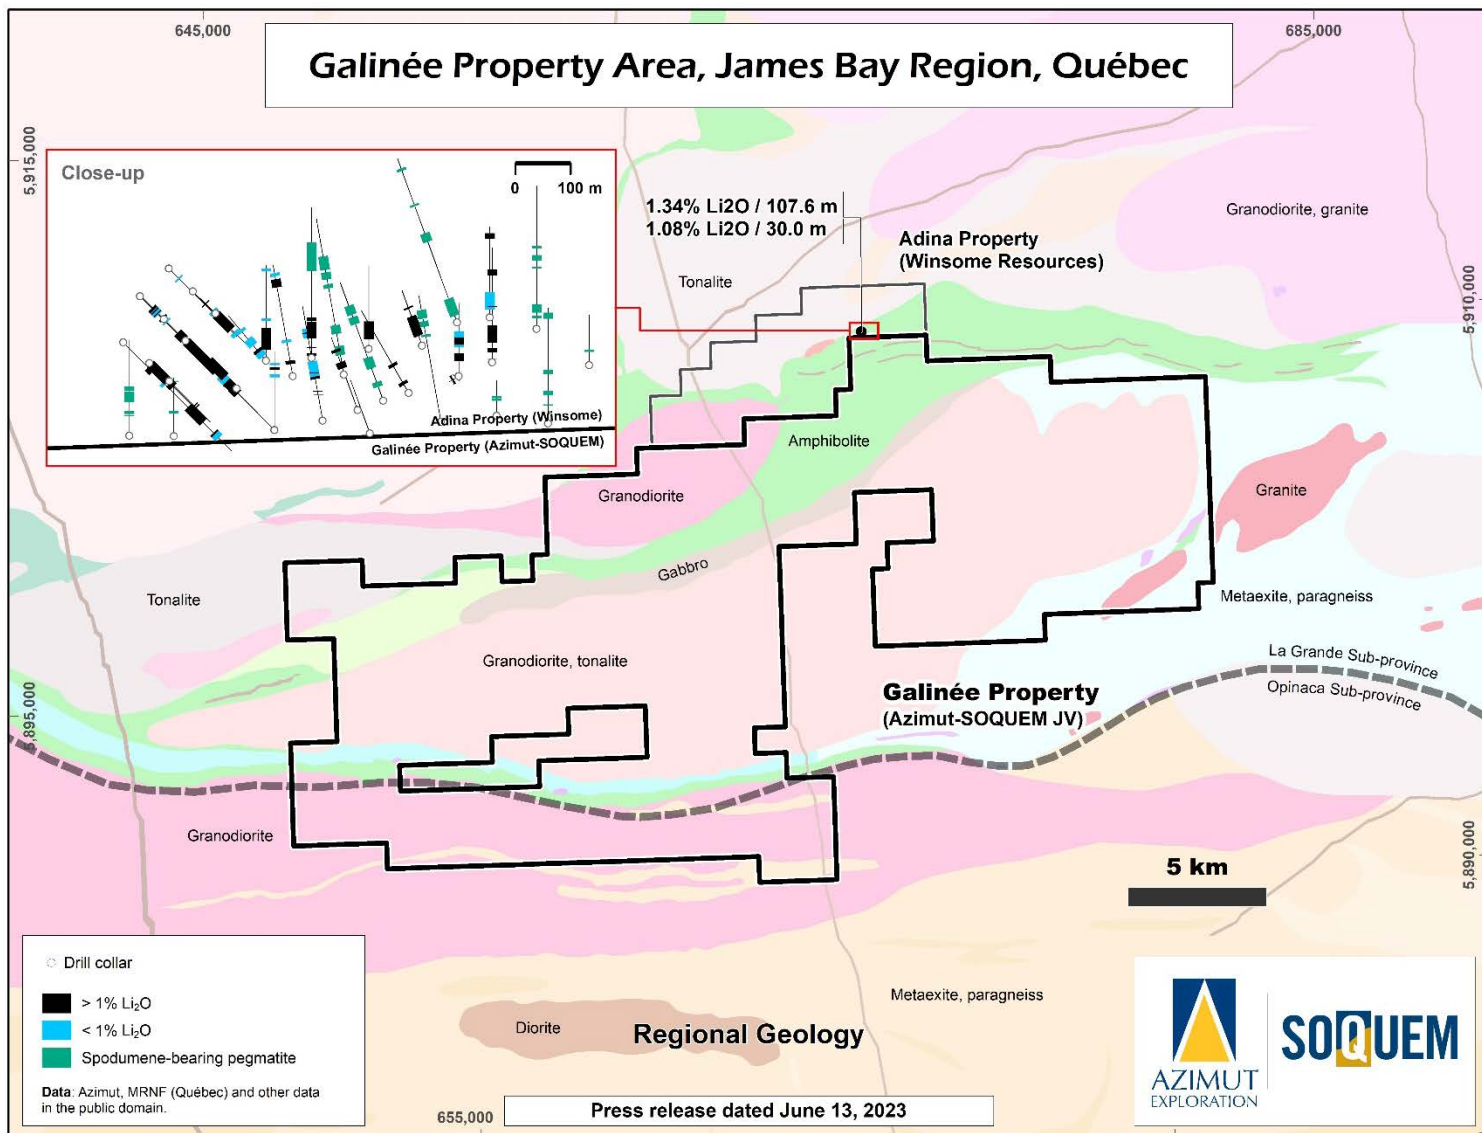 645,000
685,000
Galinée Property Area, James Bay Region, Québec
5,915,000
Close-up
0 100 m
1.34% Li2O / 107.6 m
1.08% Li2O / 30.0 m
Granodiorite, granite
Adina Property
(Winsome Resources)
Tonalite
5,910,000
Adina Property (Winsome)
Galinée Property (Azimut-SOQUEM)
Amphibolite
Granodiorite
Granite
Gabbro
Tonalite
Metaexite, paragneiss
Granodiorite, tonalite
La Grande Sub-province
Opinaca Sub-province
Galinée Property
(Azimut-SOQUEM JV)
5,895,000
Granodiorite
5 km
5,890,000
Drill collar
> 1% Li₂O
< 1% Li₂O
Spodumene-bearing pegmatite
Data: Azimut, MRNF (Québec) and other data
in the public domain.
Metaexite, paragneiss
Diorite
Regional Geology
AZIMUT
EXPLORATION
SOQUEM
655,000
Press release dated June 13, 2023